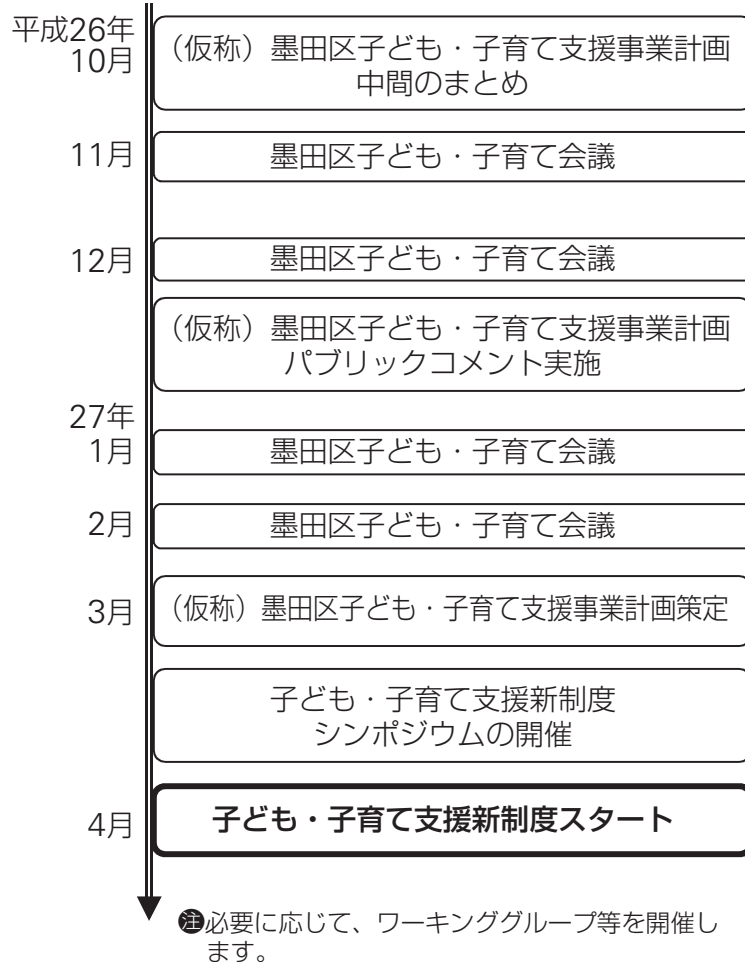 平成26年
10月
（仮称）墨田区子ども・子育て支援事業計画
中間のまとめ
11月
墨田区子ども・子育て会議
12月
墨田区子ども・子育て会議
（仮称）墨田区子ども・子育て支援事業計画
パブリックコメント実施
27年
1月
墨田区子ども・子育て会議
2月
墨田区子ども・子育て会議
3月
（仮称）墨田区子ども・子育て支援事業計画策定
子ども・子育て支援新制度
シンポジウムの開催
4月
子ども・子育て支援新制度スタート
注必要に応じて、ワーキンググループ等を開催し
ます。